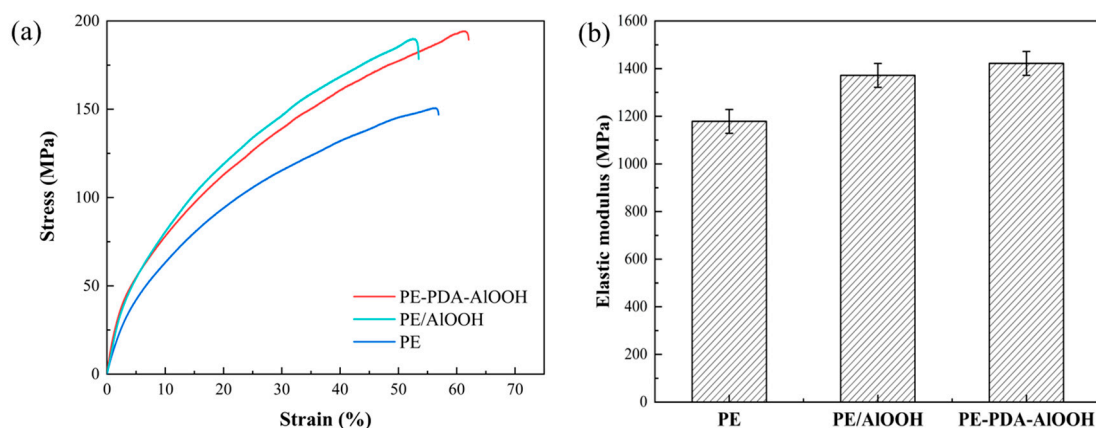 (a)
200
150
100
50
0
Stress (MPa)
0 10 20 30 40 50 60 70
Strain (%)
PE-PDA-AlOOH
PE/AlOOH
PE
(b)
1600
1400
1200
1000
800
600
400
200
0
Elastic modulus (MPa)
PE PE/AlOOH PE-PDA-AlOOH